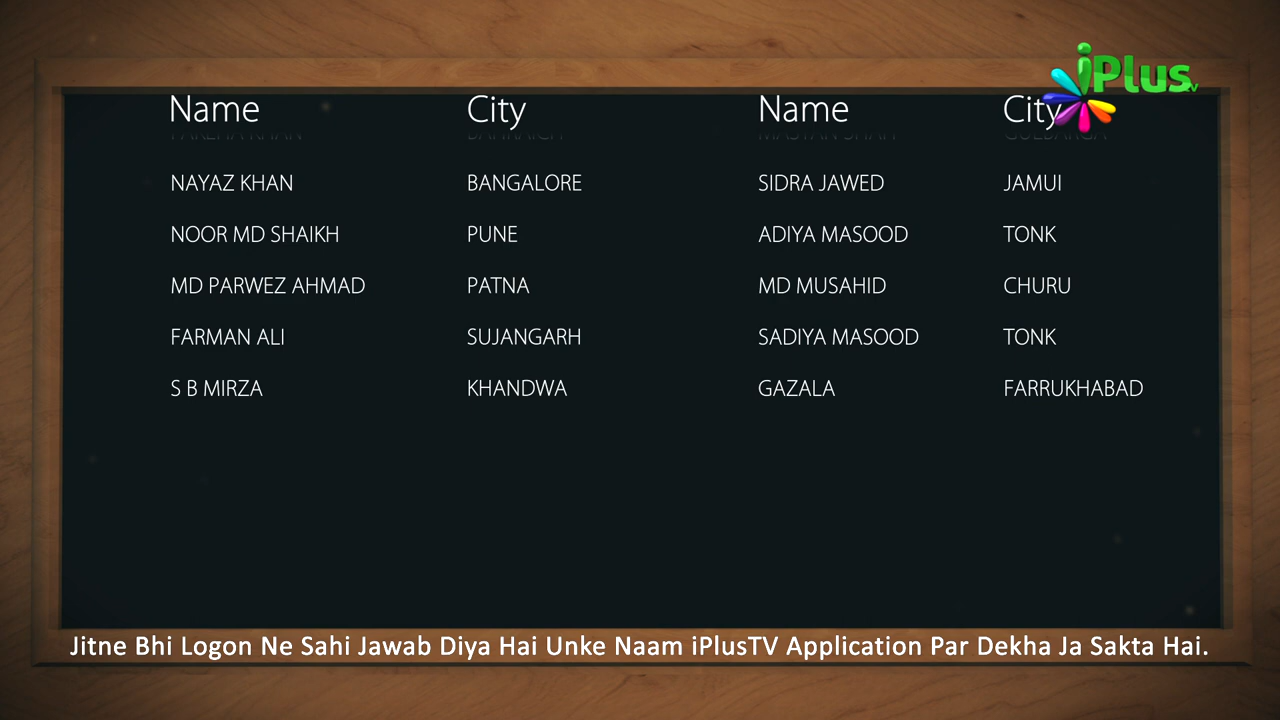 iPlus TV
Name City Name City
NAYAZ KHAN BANGALORE SIDRA JAWED JAMUI
NOOR MD SHAIKH PUNE ADIYA MASOOD TONK
MD PARWEZ AHMAD PATNA MD MUSAHID CHURU
FARMAN ALI SUJANGARH SADIYA MASOOD TONK
S B MIRZA KHANDWA GAZALA FARRUKHABAD
Jitne Bhi Logon Ne Sahi Jawab Diya Hai Unke Naam iPlusTV Application Par Dekha Ja Sakta Hai.